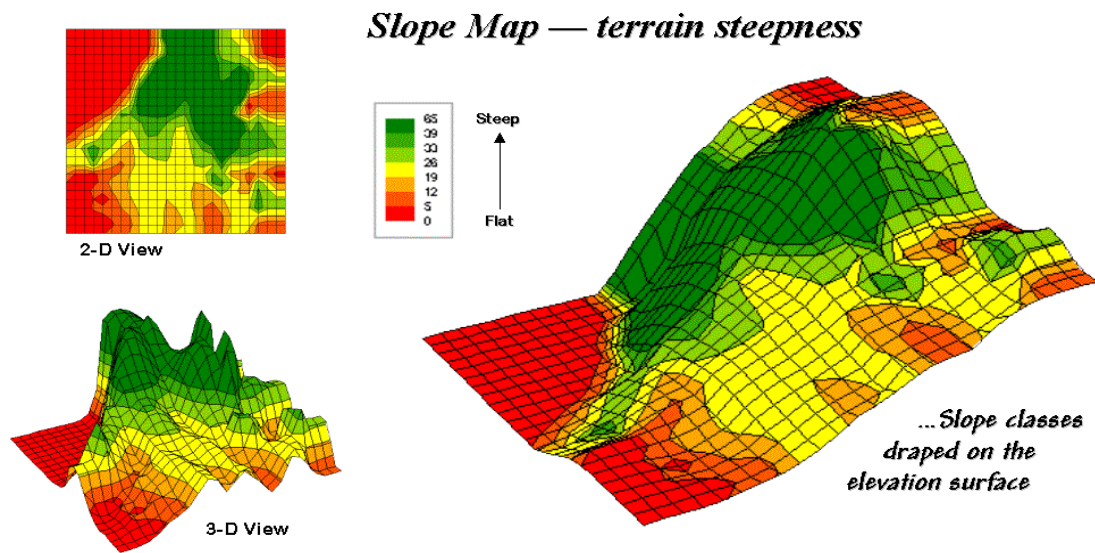 Slope Map — terrain steepness
2-D View
65
39
33
26
19
12
5
0
Steep
Flat
3-D View
...Slope classes
draped on the
elevation surface